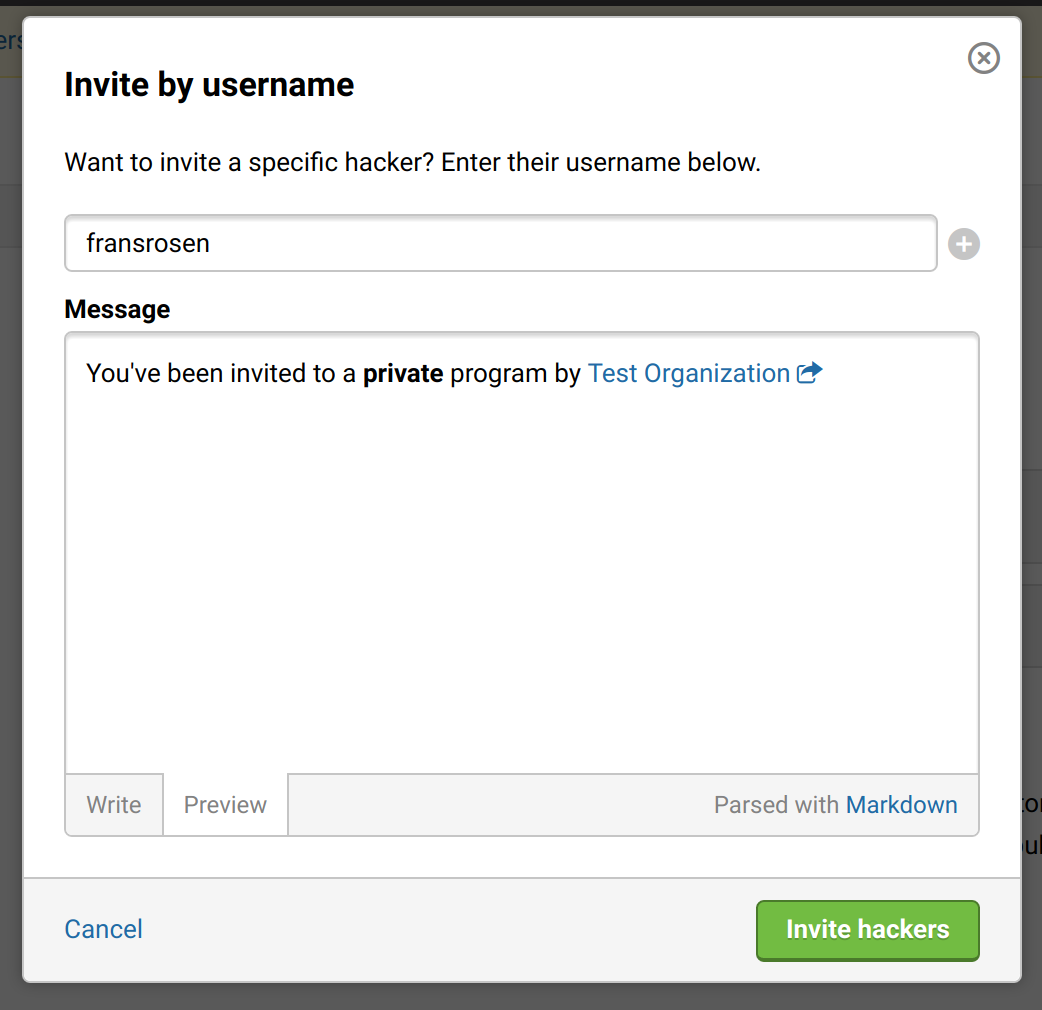 Invite by username
Want to invite a specific hacker? Enter their username below.
fransrosen
Message
You've been invited to a private program by Test Organization
Write Preview Parsed with Markdown
Cancel Invite hackers